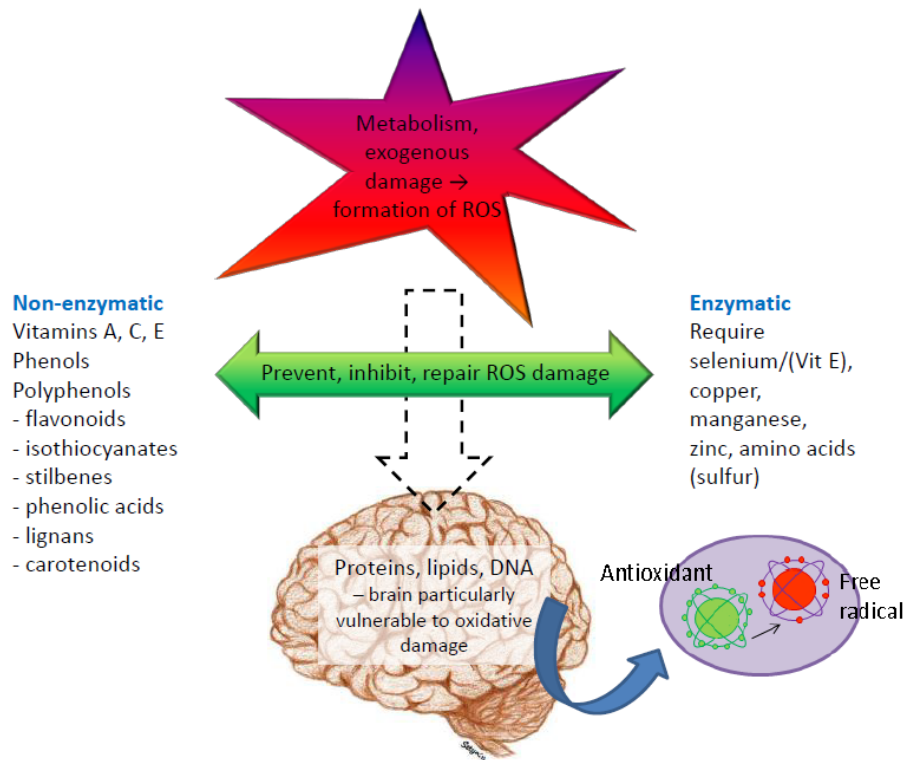 Metabolism,
exogenous
damage →
formation of ROS
Non-enzymatic
Vitamins A, C, E
Phenols
Polyphenols
- flavonoids
- isothiocyanates
- stilbenes
- phenolic acids
- lignans
- carotenoids
Prevent, inhibit, repair ROS damage
Enzymatic
Require
selenium/(Vit E),
copper,
manganese,
zinc, amino acids
(sulfur)
Proteins, lipids, DNA
– brain particularly
vulnerable to oxidative
damage
Antioxidant
Free
radical